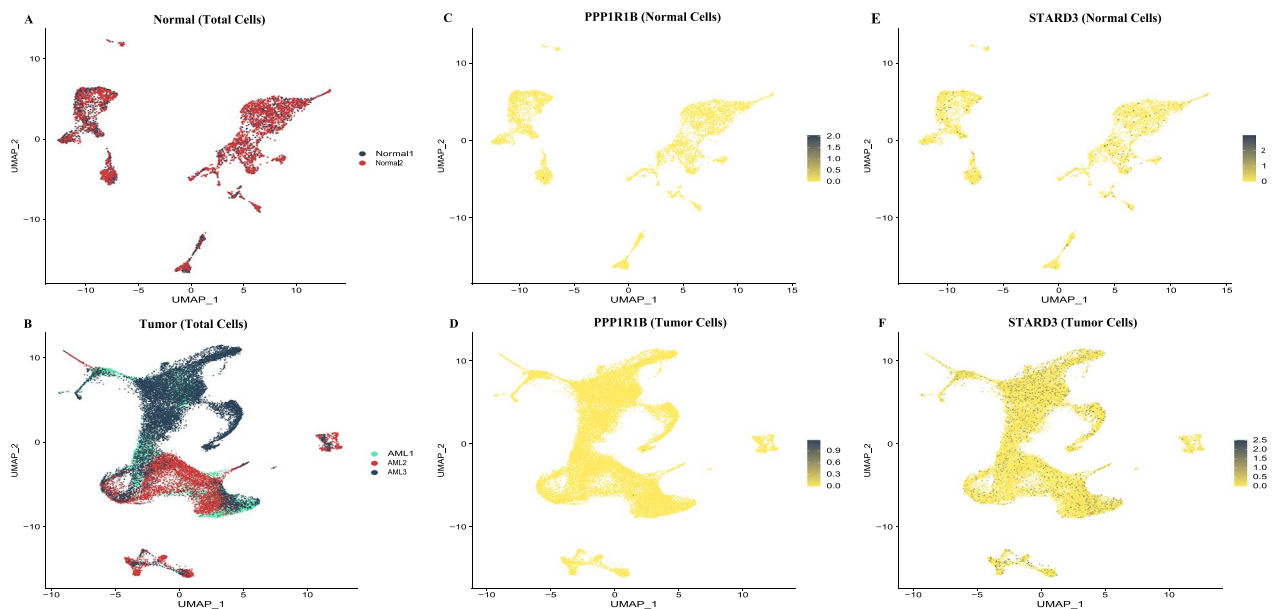 A
Normal (Total Cells)
10
0
−10
UMAP_2
−10
−5
0
5
10
UMAP_1
Normal1
Normal2
C
PPP1R1B (Normal Cells)
10
0
−10
UMAP_2
−10
−5
0
5
10
15
UMAP_1
2.0
1.5
1.0
0.5
0.0
E
STARD3 (Normal Cells)
10
0
−10
UMAP_2
−10
−5
0
5
10
15
UMAP_1
2
1
0
B
Tumor (Total Cells)
10
0
−10
UMAP_2
−10
−5
0
5
10
UMAP_1
AML1
AML2
AML3
D
PPP1R1B (Tumor Cells)
10
0
−10
UMAP_2
−10
−5
0
5
10
UMAP_1
0.9
0.6
0.3
0.0
F
STARD3 (Tumor Cells)
10
0
−10
UMAP_2
−10
−5
0
5
10
UMAP_1
2.5
2.0
1.5
1.0
0.5
0.0